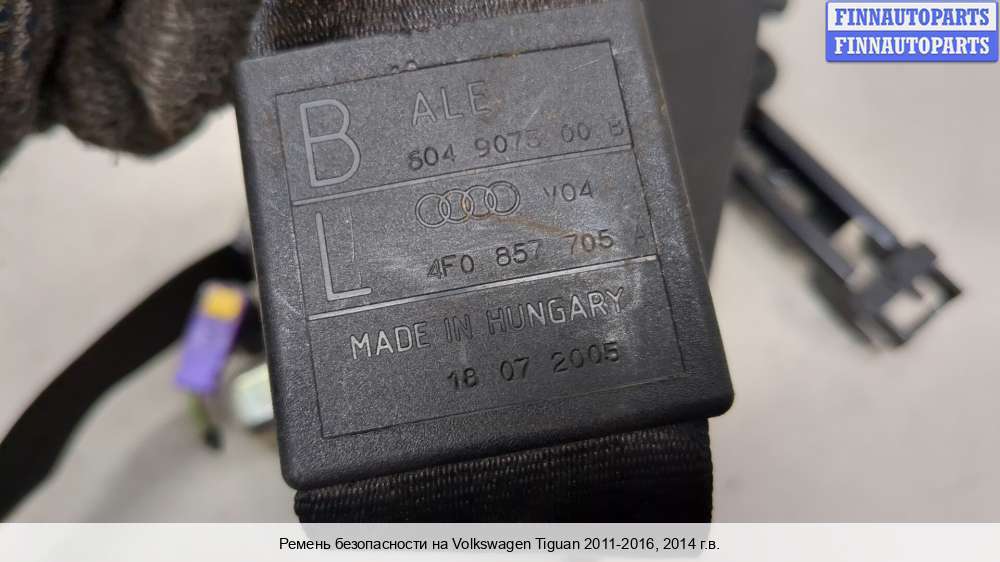 FINNAUTOPARTS
FINNAUTOPARTS
B ALE
604 9075 00 B
V04
L 4F0 857 705 A
MADE IN HUNGARY
18 07 2005
Ремень безопасности на Volkswagen Tiguan 2011-2016, 2014 г.в.